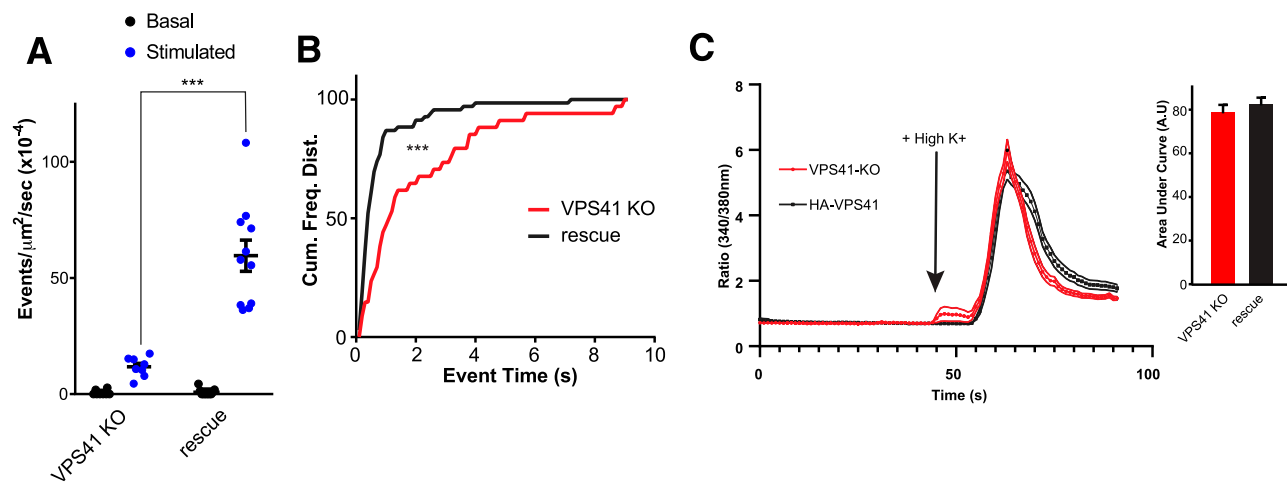 Basal
Stimulated
A
***
Events/μm2/sec (x10-4)
100
50
0
VPS41 KO
rescue
B
Cum. Freq. Dist.
100
50
0
***
VPS41 KO
rescue
0
2
4
6
8
10
Event Time (s)
C
Ratio (340/380nm)
8
6
4
2
0
+ High K+
VPS41-KO
HA-VPS41
0
50
100
Time (s)
Area Under Curve (A.U)
80
60
40
20
0
VPS41 KO
rescue